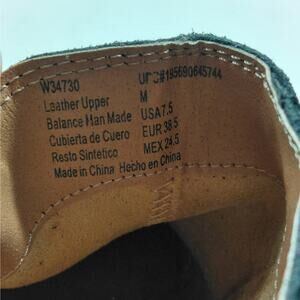 W34730 UPC#195690645744
Leather Upper M
Balance Man Made USA 7.5
Cubierta de Cuero EUR 38.5
Resto Sintetico MEX 24.5
Made in China Hecho en China